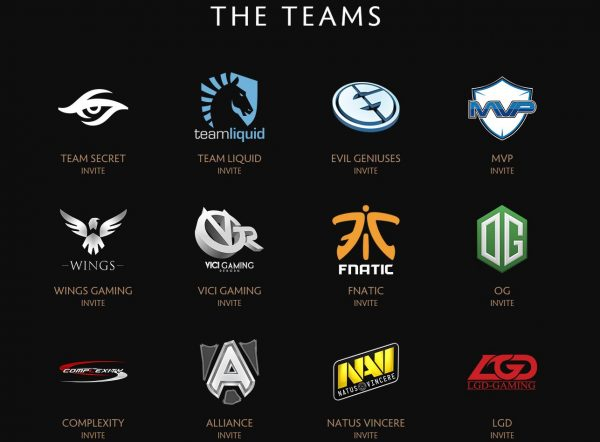 THE TEAMS
teamliquid
MVP
TEAM SECRET
INVITE
TEAM LIQUID
INVITE
EVIL GENIUSES
INVITE
MVP
INVITE
WINGS
VICI GAMING
REBORN
FNATIC
OG
WINGS GAMING
INVITE
VICI GAMING
INVITE
FNATIC
INVITE
OG
INVITE
COMPLEXITY
A
NAVI
NATUS VINCERE
LGD
LGD-GAMING
COMPLEXITY
INVITE
ALLIANCE
INVITE
NATUS VINCERE
INVITE
LGD
INVITE